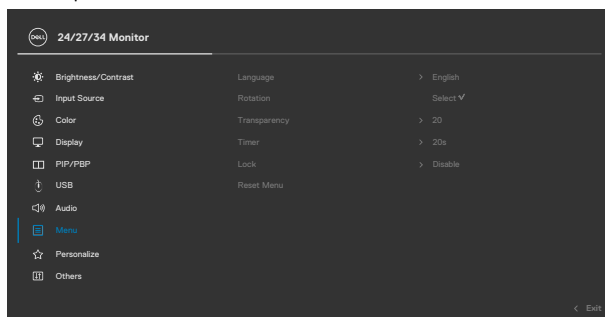 DELL 24/27/34 Monitor
Brightness/Contrast Language > English
Input Source Rotation Select ✓
Color Transparency > 20
Display Timer > 20s
PIP/PBP Lock > Disable
USB Reset Menu
Audio
Menu
Personalize
Others
< Exit